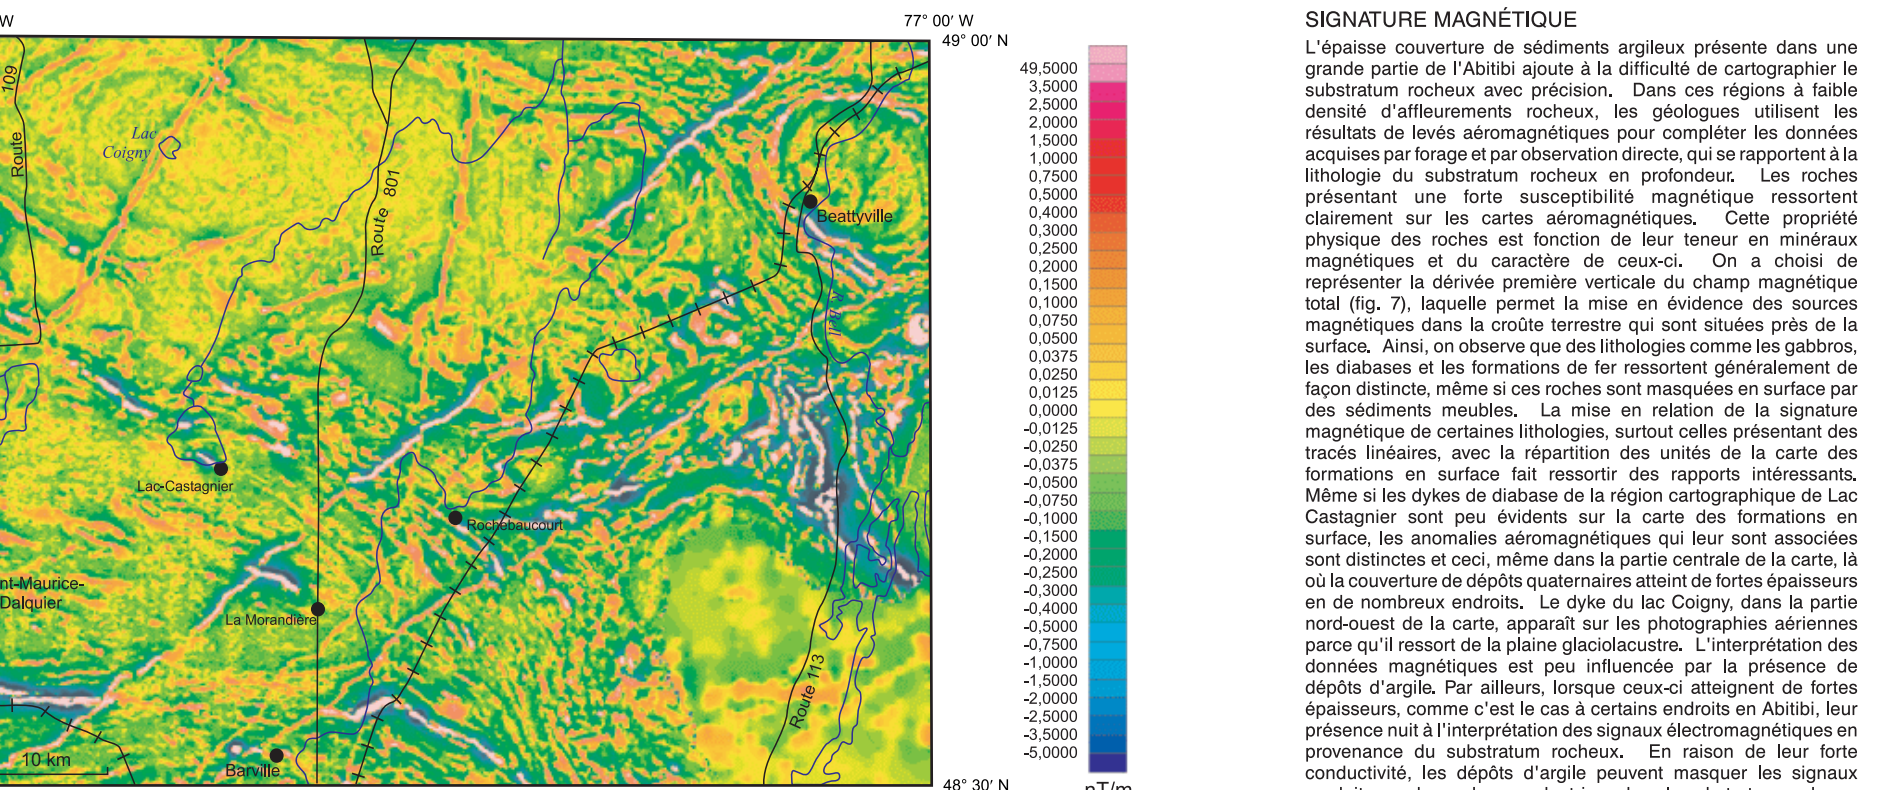 W
77° 00′ W
49° 00′ N
Route 109
Lac
Coigny
Route 801
Beattyville
R. Bell
Lac-Castagnier
Rochebaucourt
nt-Maurice-
Dalquier
La Morandière
Route 113
Barville
10 km
48° 30′ N
49,5000
3,5000
2,5000
2,0000
1,5000
1,0000
0,7500
0,5000
0,4000
0,3000
0,2500
0,2000
0,1500
0,1000
0,0750
0,0500
0,0375
0,0250
0,0125
0,0000
-0,0125
-0,0250
-0,0375
-0,0500
-0,0750
-0,1000
-0,1500
-0,2000
-0,2500
-0,3000
-0,4000
-0,5000
-0,7500
-1,0000
-1,5000
-2,0000
-2,5000
-3,5000
-5,0000
nT/m
SIGNATURE MAGNÉTIQUE
L'épaisse couverture de sédiments argileux présente dans une
grande partie de l'Abitibi ajoute à la difficulté de cartographier le
substratum rocheux avec précision. Dans ces régions à faible
densité d'affleurements rocheux, les géologues utilisent les
résultats de levés aéromagnétiques pour compléter les données
acquises par forage et par observation directe, qui se rapportent à la
lithologie du substratum rocheux en profondeur. Les roches
présentant une forte susceptibilité magnétique ressortent
clairement sur les cartes aéromagnétiques. Cette propriété
physique des roches est fonction de leur teneur en minéraux
magnétiques et du caractère de ceux-ci. On a choisi de
représenter la dérivée première verticale du champ magnétique
total (fig. 7), laquelle permet la mise en évidence des sources
magnétiques dans la croûte terrestre qui sont situées près de la
surface. Ainsi, on observe que des lithologies comme les gabbros,
les diabases et les formations de fer ressortent généralement de
façon distincte, même si ces roches sont masquées en surface par
des sédiments meubles. La mise en relation de la signature
magnétique de certaines lithologies, surtout celles présentant des
tracés linéaires, avec la répartition des unités de la carte des
formations en surface fait ressortir des rapports intéressants.
Même si les dykes de diabase de la région cartographique de Lac
Castagnier sont peu évidents sur la carte des formations en
surface, les anomalies aéromagnétiques qui leur sont associées
sont distinctes et ceci, même dans la partie centrale de la carte, là
où la couverture de dépôts quaternaires atteint de fortes épaisseurs
en de nombreux endroits. Le dyke du lac Coigny, dans la partie
nord-ouest de la carte, apparaît sur les photographies aériennes
parce qu'il ressort de la plaine glaciolacustre. L'interprétation des
données magnétiques est peu influencée par la présence de
dépôts d'argile. Par ailleurs, lorsque ceux-ci atteignent de fortes
épaisseurs, comme c'est le cas à certains endroits en Abitibi, leur
présence nuit à l'interprétation des signaux électromagnétiques en
provenance du substratum rocheux. En raison de leur forte
conductivité, les dépôts d'argile peuvent masquer les signaux